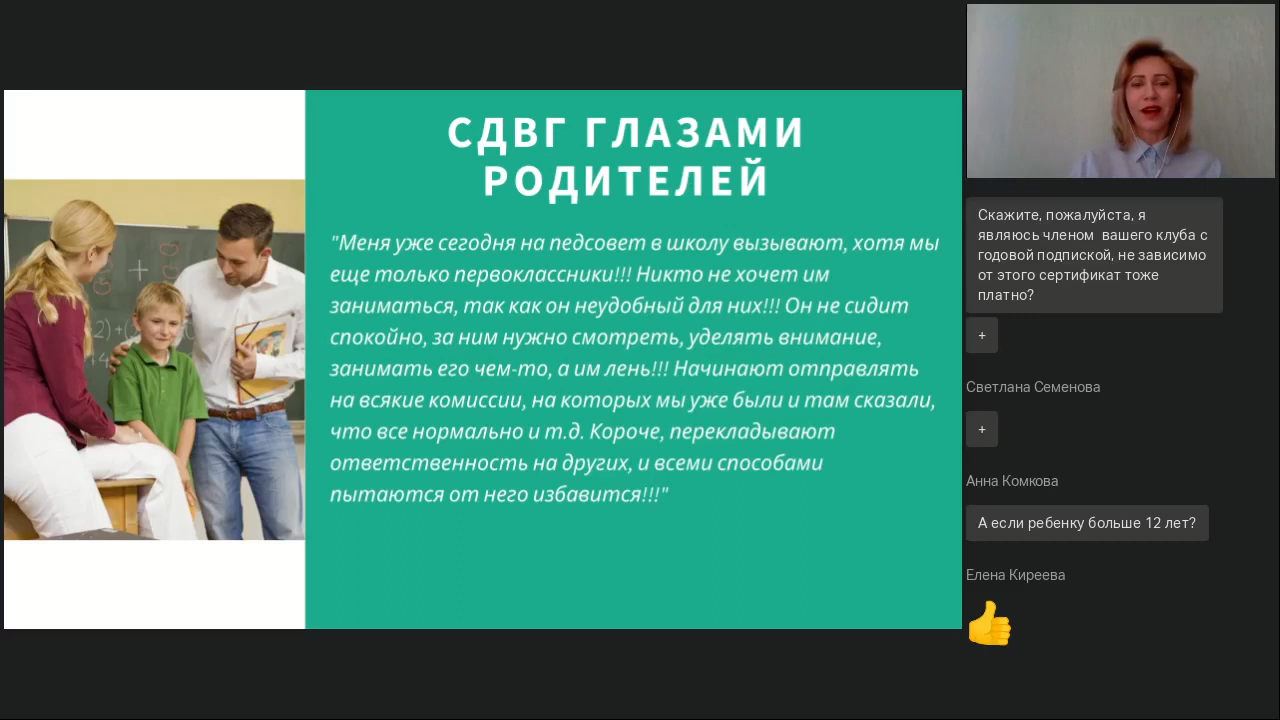 СДВГ ГЛАЗАМИ
РОДИТЕЛЕЙ
"Меня уже сегодня на педсовет в школу вызывают, хотя мы
еще только первоклассники!!! Никто не хочет им
заниматься, так как он неудобный для них!!! Он не сидит
спокойно, за ним нужно смотреть, уделять внимание,
занимать его чем-то, а им лень!!! Начинают отправлять
на всякие комиссии, на которых мы уже были и там сказали,
что все нормально и т.д. Короче, перекладывают
ответственность на других, и всеми способами
пытаются от него избавится!!!"
Скажите, пожалуйста, я
являюсь членом вашего клуба с
годовой подпиской, не зависимо
от этого сертификат тоже
платно?
+
Светлана Семенова
+
Анна Комкова
А если ребенку больше 12 лет?
Елена Киреева